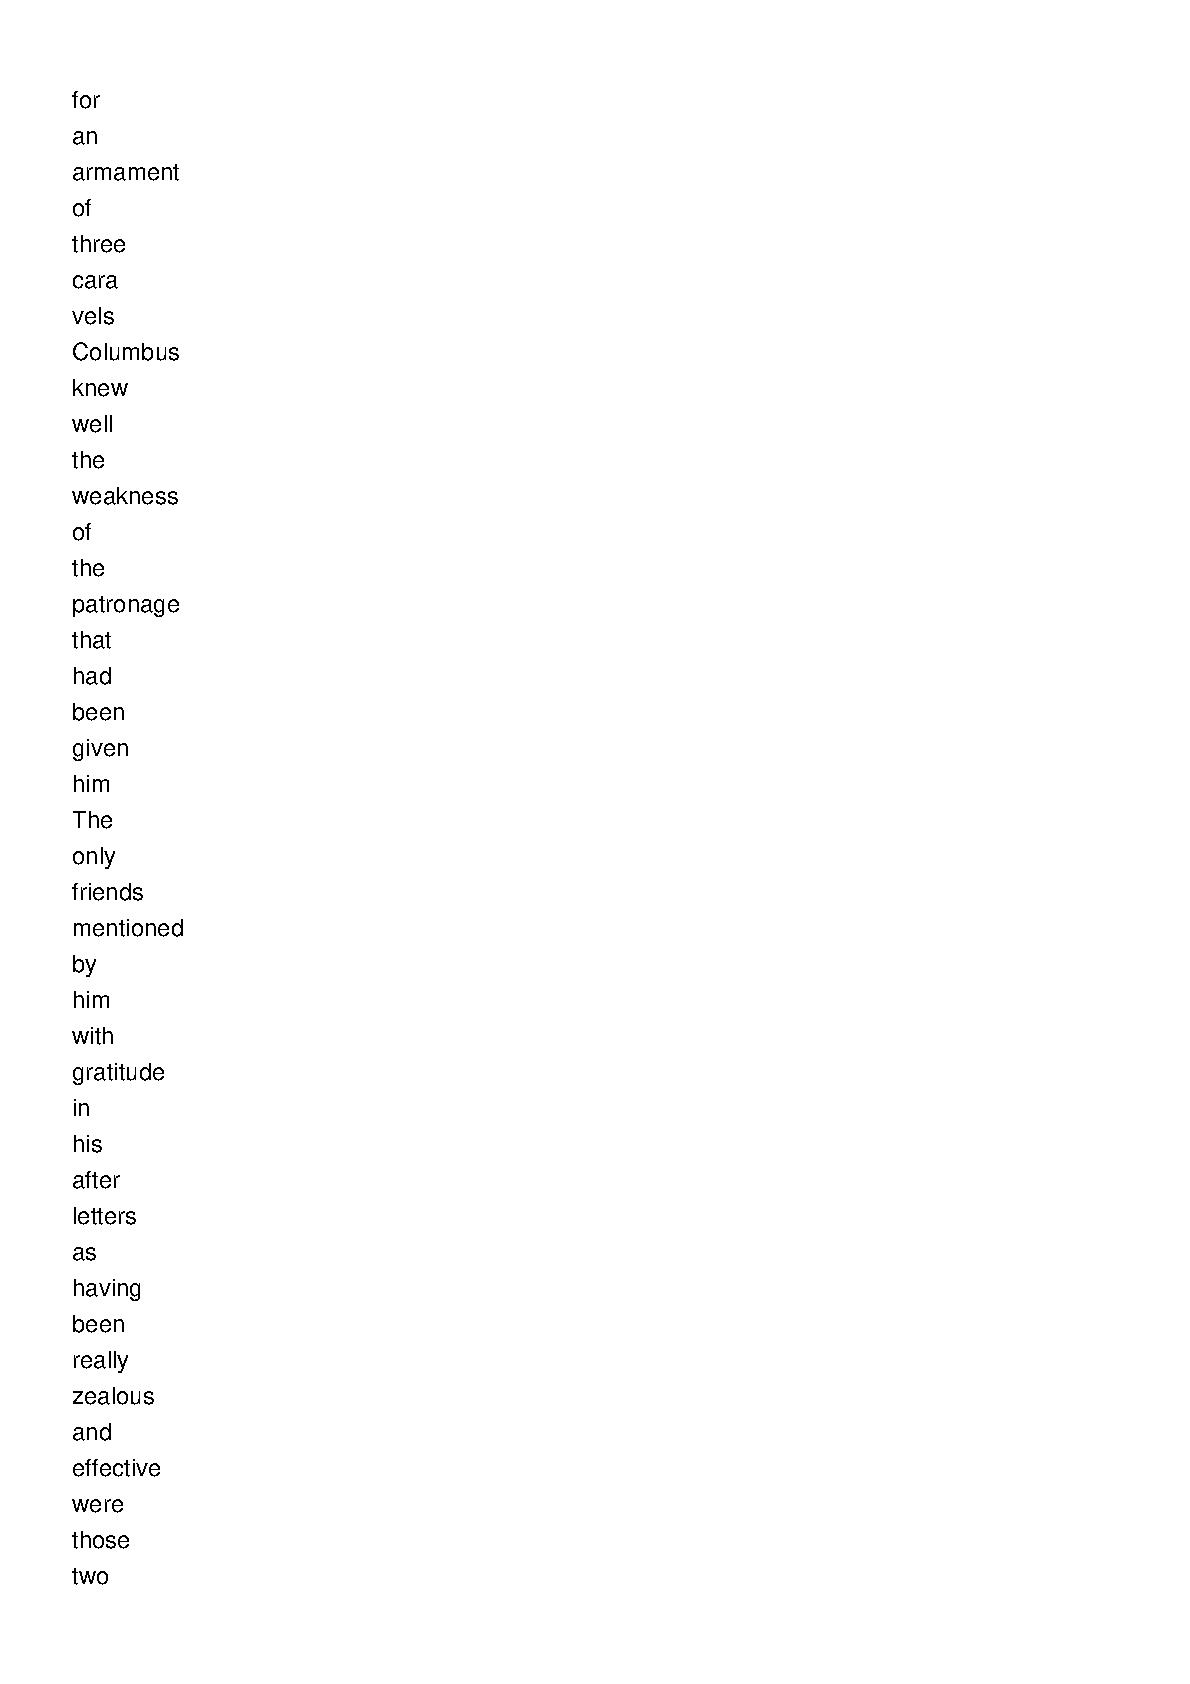 for
an
armament
of
three
cara
vels
Columbus
knew
well
the
weakness
of
the
patronage
that
had
been
given
him
The
only
friends
mentioned
by
him
with
gratitude
in
his
after
letters
as
having
been
really
zealous
and
effective
were
those
two